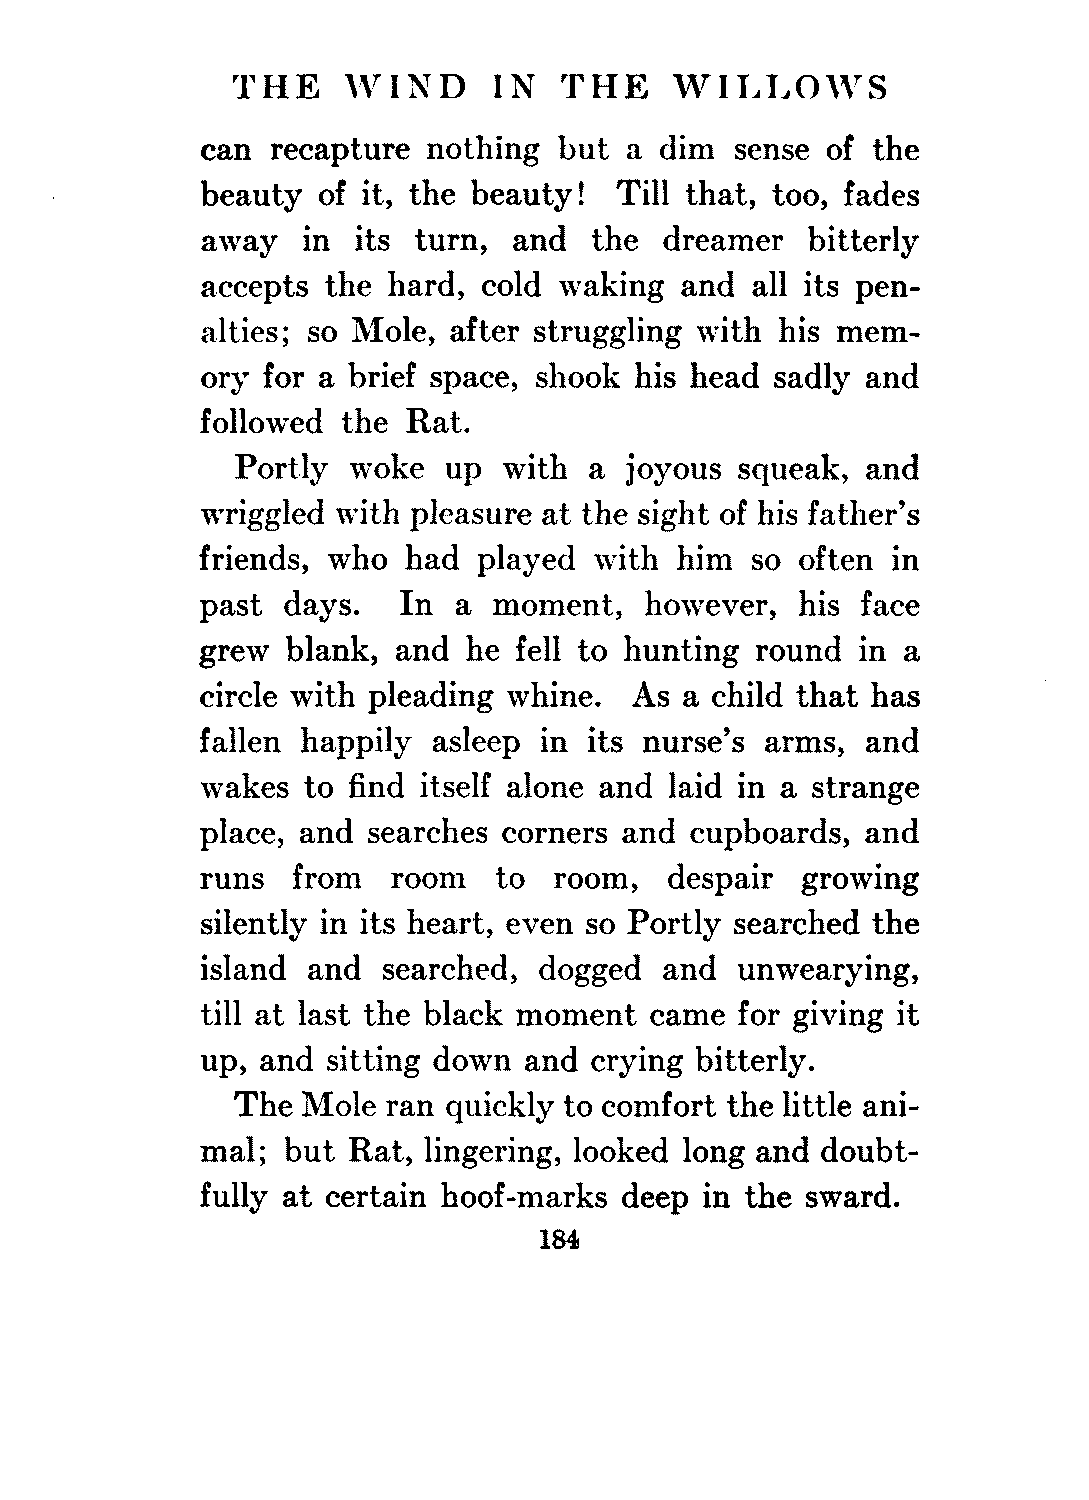 THE WIND IN THE WILLOWS
can recapture nothing but a dim sense of the
beauty of it, the beauty! Till that, too, fades
away in its turn, and the dreamer bitterly
accepts the hard, cold waking and all its pen-
alties; so Mole, after struggling with his mem-
ory for a brief space, shook his head sadly and
followed the Rat.
Portly woke up with a joyous squeak, and
wriggled with pleasure at the sight of his father's
friends, who had played with him so often in
past days. In a moment, however, his face
grew blank, and he fell to hunting round in a
circle with pleading whine. As a child that has
fallen happily asleep in its nurse's arms, and
wakes to find itself alone and laid in a strange
place, and searches corners and cupboards, and
runs from room to room, despair growing
silently in its heart, even so Portly searched the
island and searched, dogged and unwearying,
till at last the black moment came for giving it
up, and sitting down and crying bitterly.
The Mole ran quickly to comfort the little ani-
mal; but Rat, lingering, looked long and doubt-
fully at certain hoof-marks deep in the sward.
184